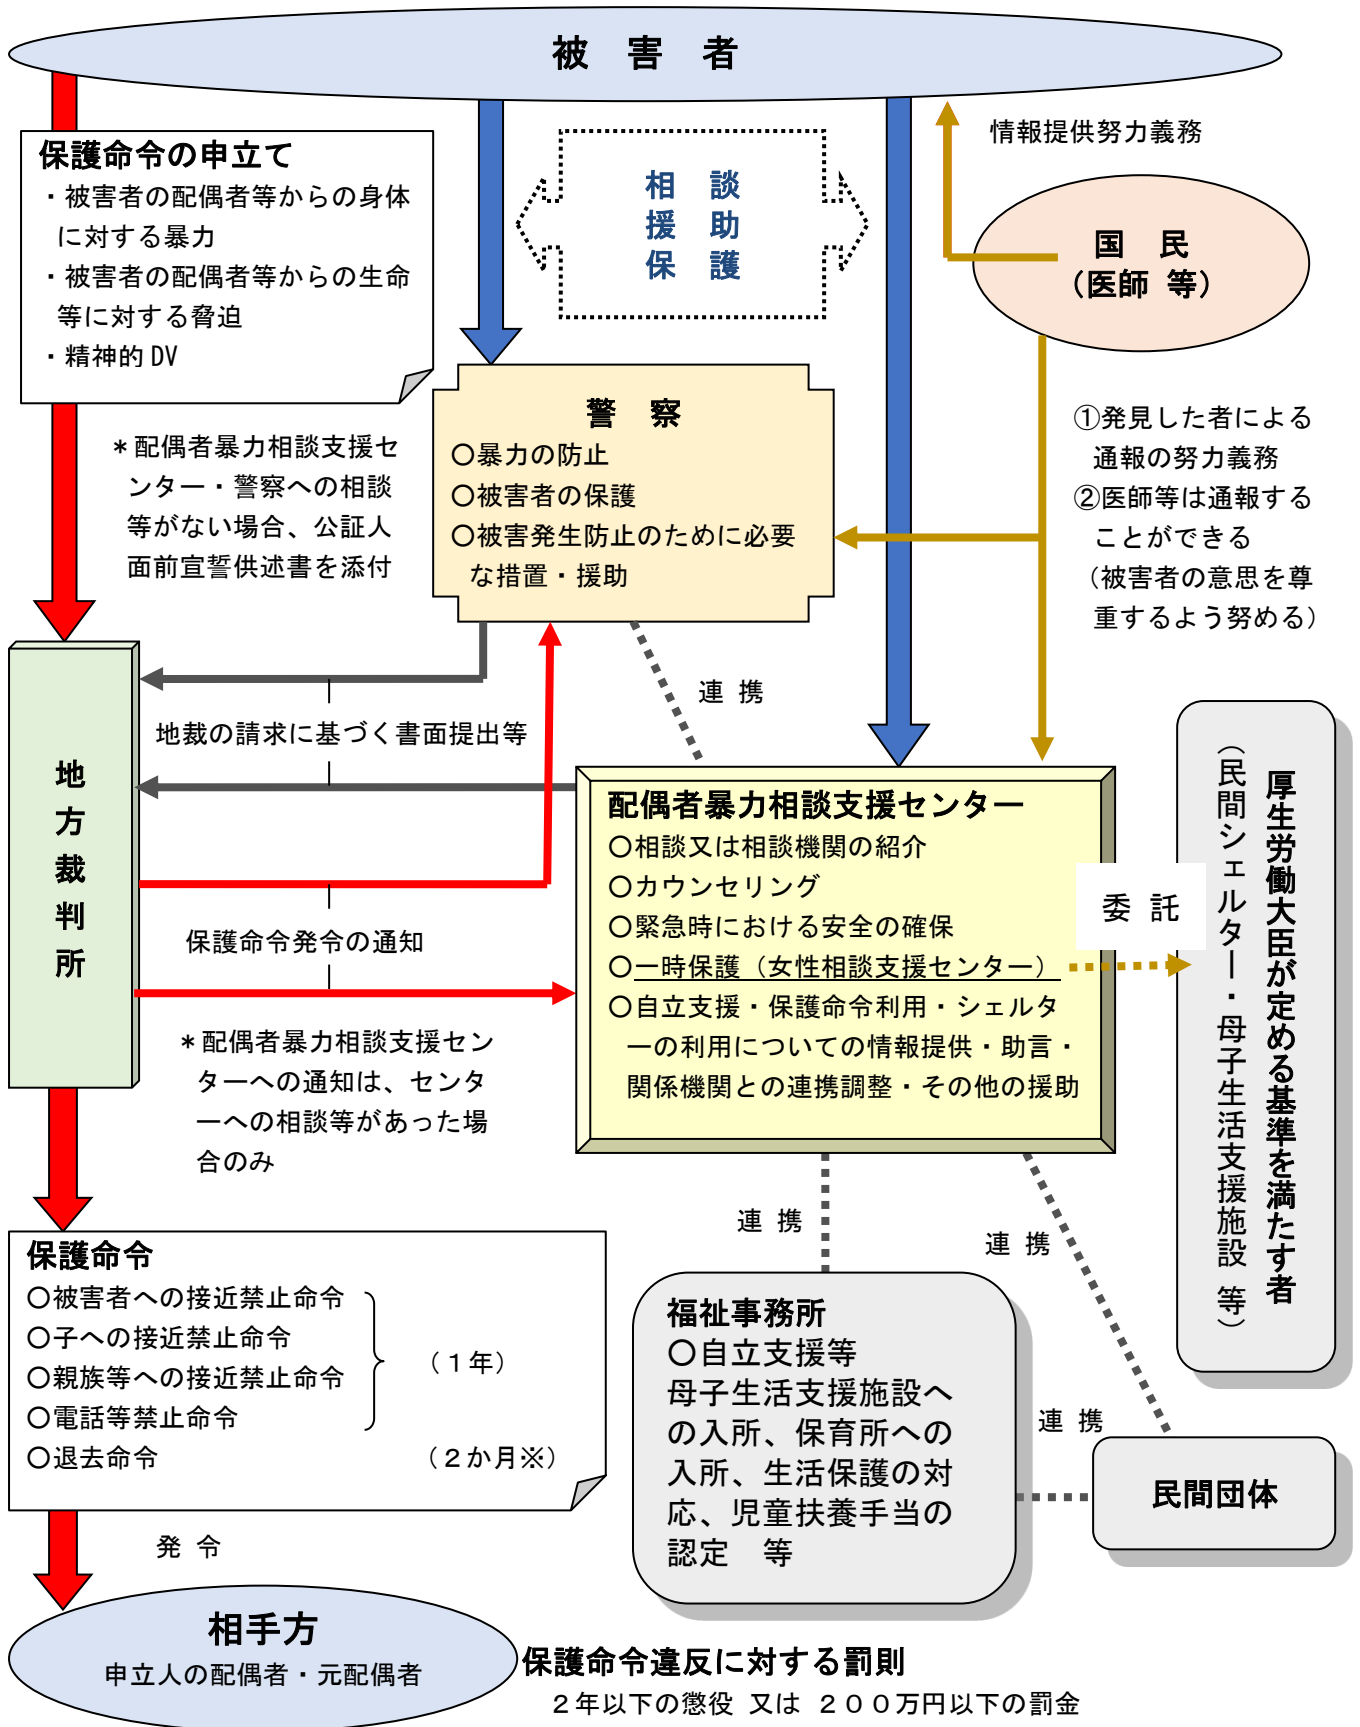 被 害 者
情報提供努力義務
保護命令の申立て
・被害者の配偶者等からの身体
に対する暴力
・被害者の配偶者等からの生命
等に対する脅迫
・精神的DV
相 談
援 助
保 護
国 民
（医師 等）
警 察
〇暴力の防止
〇被害者の保護
〇被害発生防止のために必要
な措置・援助
＊配偶者暴力相談支援セ
ンター・警察への相談
等がない場合、公証人
面前宣誓供述書を添付
①発見した者による
通報の努力義務
②医師等は通報する
ことができる
（被害者の意思を尊
重するよう努める）
連 携
地裁の請求に基づく書面提出等
地方裁判所
配偶者暴力相談支援センター
〇相談又は相談機関の紹介
〇カウンセリング
〇緊急時における安全の確保
〇一時保護（女性相談支援センター）
〇自立支援・保護命令利用・シェルタ
ーの利用についての情報提供・助言・
関係機関との連携調整・その他の援助
委 託
厚生労働大臣が定める基準を満たす者
（民間シェルター・母子生活支援施設 等）
保護命令発令の通知
＊配偶者暴力相談支援セン
ターへの通知は、センタ
ーへの相談等があった場
合のみ
連 携
連 携
保護命令
〇被害者への接近禁止命令
〇子への接近禁止命令
〇親族等への接近禁止命令
〇電話等禁止命令
（１年）
〇退去命令 （２か月※）
福祉事務所
〇自立支援等
母子生活支援施設へ
の入所、保育所への
入所、生活保護の対
応、児童扶養手当の
認定 等
連 携
民間団体
発 令
相手方
申立人の配偶者・元配偶者
保護命令違反に対する罰則
２年以下の懲役 又は ２００万円以下の罰金